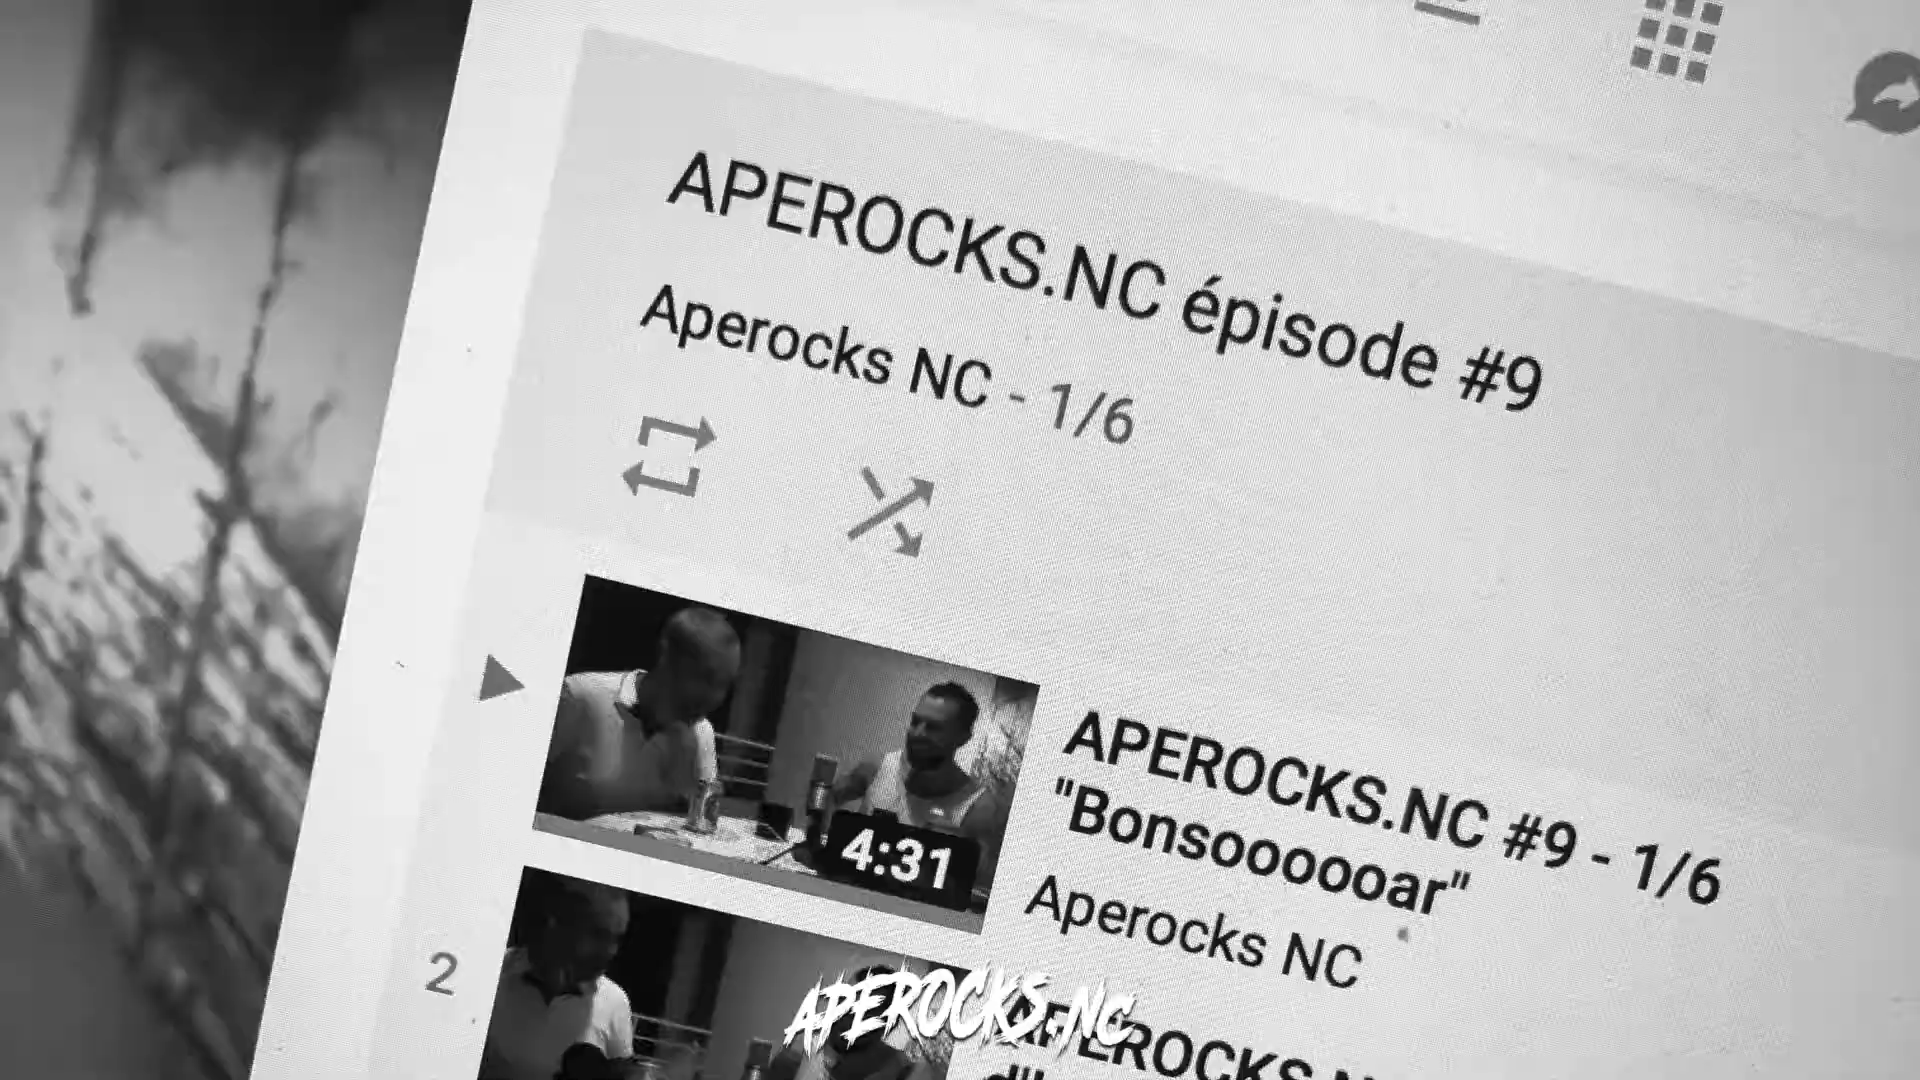 APEROCKS.NC épisode #9
Aperocks NC - 1/6
4:31
APEROCKS.NC #9 - 1/6
"Bonsoooooar"
Aperocks NC
2
APEROCKS.NC
APEROCKS.N